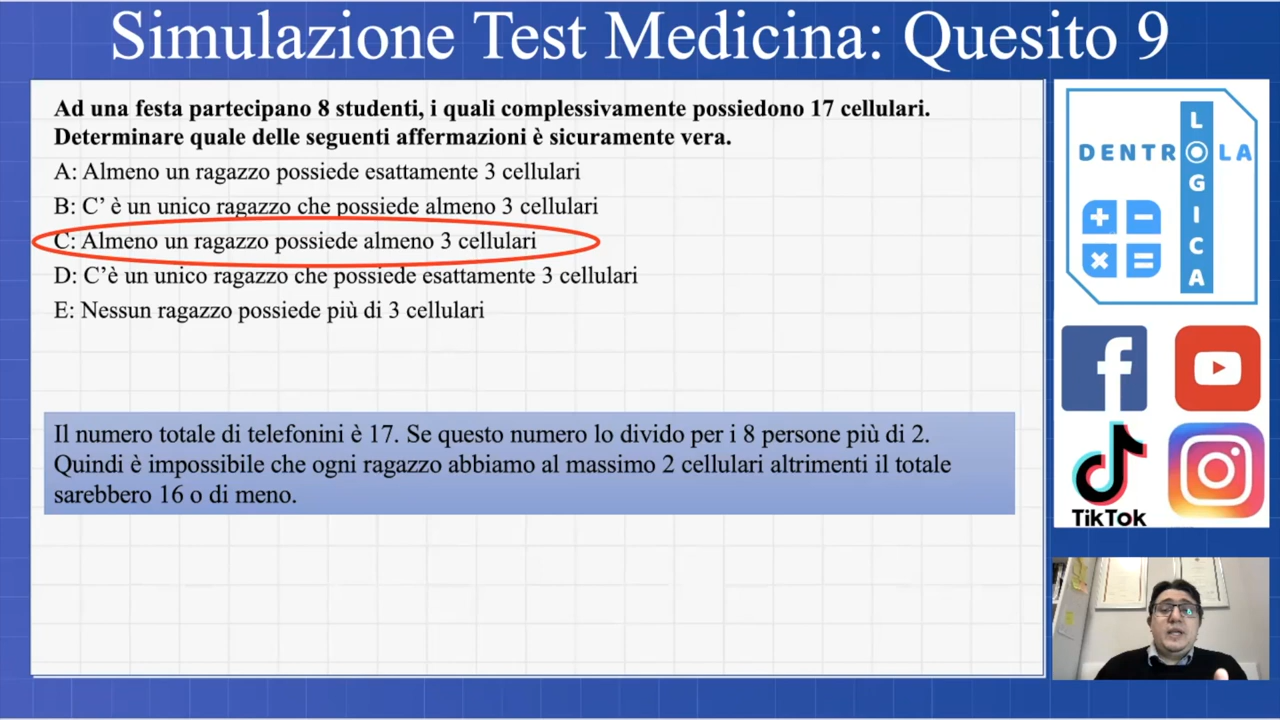 Simulazione Test Medicina: Quesito 9
Ad una festa partecipano 8 studenti, i quali complessivamente possiedono 17 cellulari.
Determinare quale delle seguenti affermazioni è sicuramente vera.
A: Almeno un ragazzo possiede esattamente 3 cellulari
B: C' è un unico ragazzo che possiede almeno 3 cellulari
C: Almeno un ragazzo possiede almeno 3 cellulari
D: C'è un unico ragazzo che possiede esattamente 3 cellulari
E: Nessun ragazzo possiede più di 3 cellulari
Il numero totale di telefonini è 17. Se questo numero lo divido per i 8 persone più di 2.
Quindi è impossibile che ogni ragazzo abbiamo al massimo 2 cellulari altrimenti il totale
sarebbero 16 o di meno.
DENTRO LA
LOGICA
TikTok